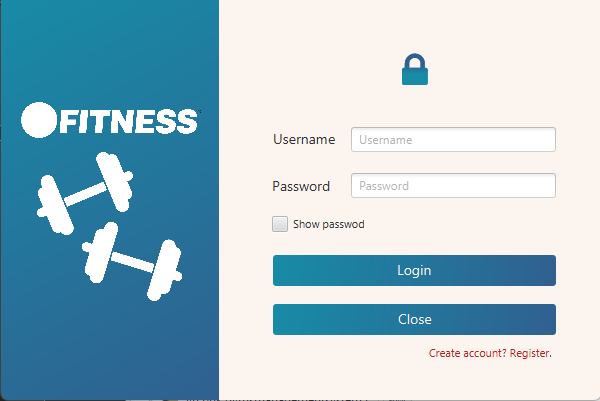 FITNESS
Username
Username
Password
Password
Show passwod
Login
Close
Create account? Register.